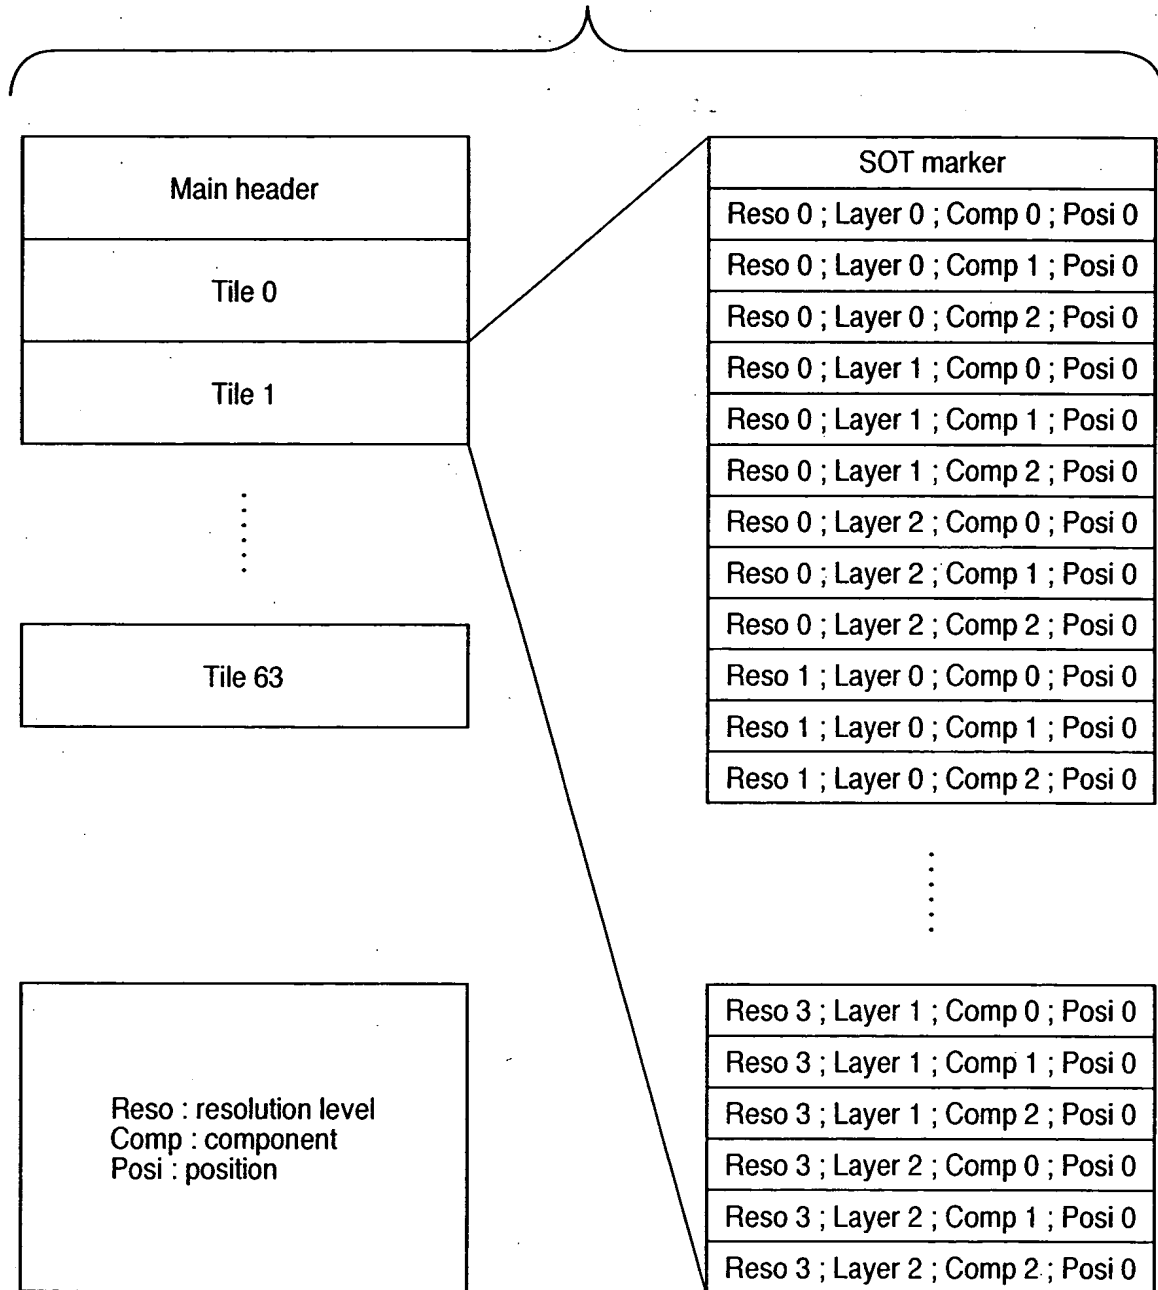 Main header
Tile 0
Tile 1
Tile 63
Reso : resolution level
Comp : component
Posi : position
SOT marker
Reso 0 ; Layer 0 ; Comp 0 ; Posi 0
Reso 0 ; Layer 0 ; Comp 1 ; Posi 0
Reso 0 ; Layer 0 ; Comp 2 ; Posi 0
Reso 0 ; Layer 1 ; Comp 0 ; Posi 0
Reso 0 ; Layer 1 ; Comp 1 ; Posi 0
Reso 0 ; Layer 1 ; Comp 2 ; Posi 0
Reso 0 ; Layer 2 ; Comp 0 ; Posi 0
Reso 0 ; Layer 2 ; Comp 1 ; Posi 0
Reso 0 ; Layer 2 ; Comp 2 ; Posi 0
Reso 1 ; Layer 0 ; Comp 0 ; Posi 0
Reso 1 ; Layer 0 ; Comp 1 ; Posi 0
Reso 1 ; Layer 0 ; Comp 2 ; Posi 0
Reso 3 ; Layer 1 ; Comp 0 ; Posi 0
Reso 3 ; Layer 1 ; Comp 1 ; Posi 0
Reso 3 ; Layer 1 ; Comp 2 ; Posi 0
Reso 3 ; Layer 2 ; Comp 0 ; Posi 0
Reso 3 ; Layer 2 ; Comp 1 ; Posi 0
Reso 3 ; Layer 2 ; Comp 2 ; Posi 0